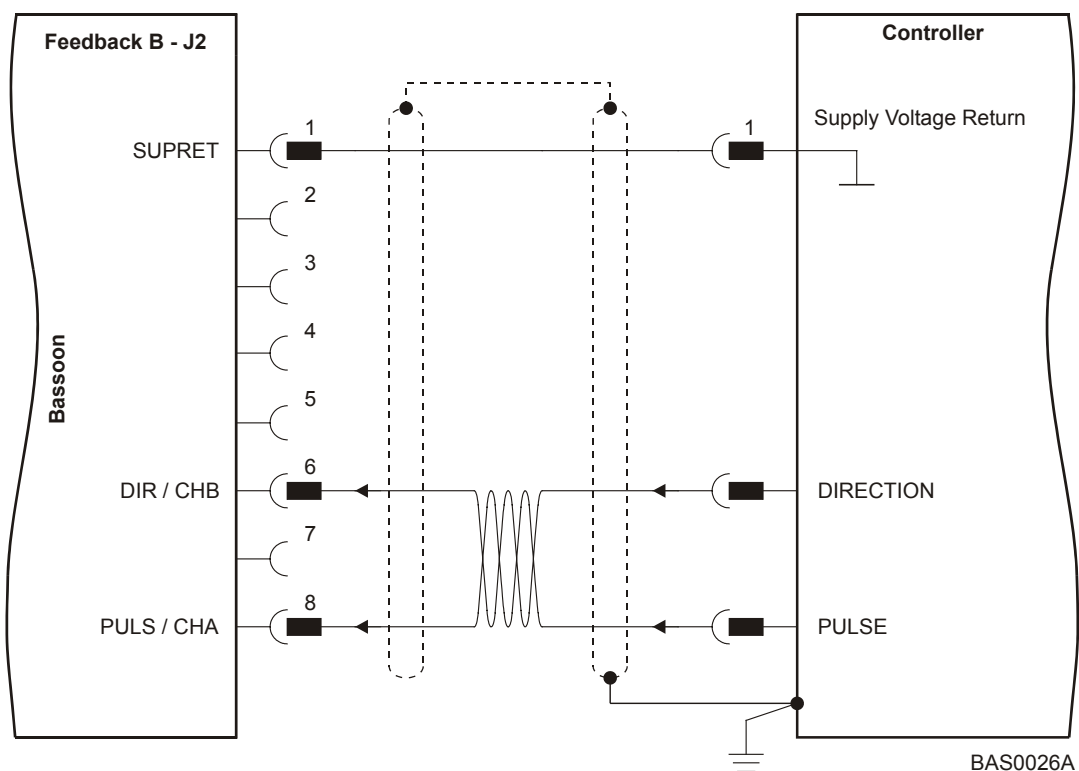 Feedback B - J2
Controller
Supply Voltage Return
SUPRET
1
1
2
3
4
5
Bassoon
DIR / CHB
6
DIRECTION
7
PULS / CHA
8
PULSE
BAS0026A